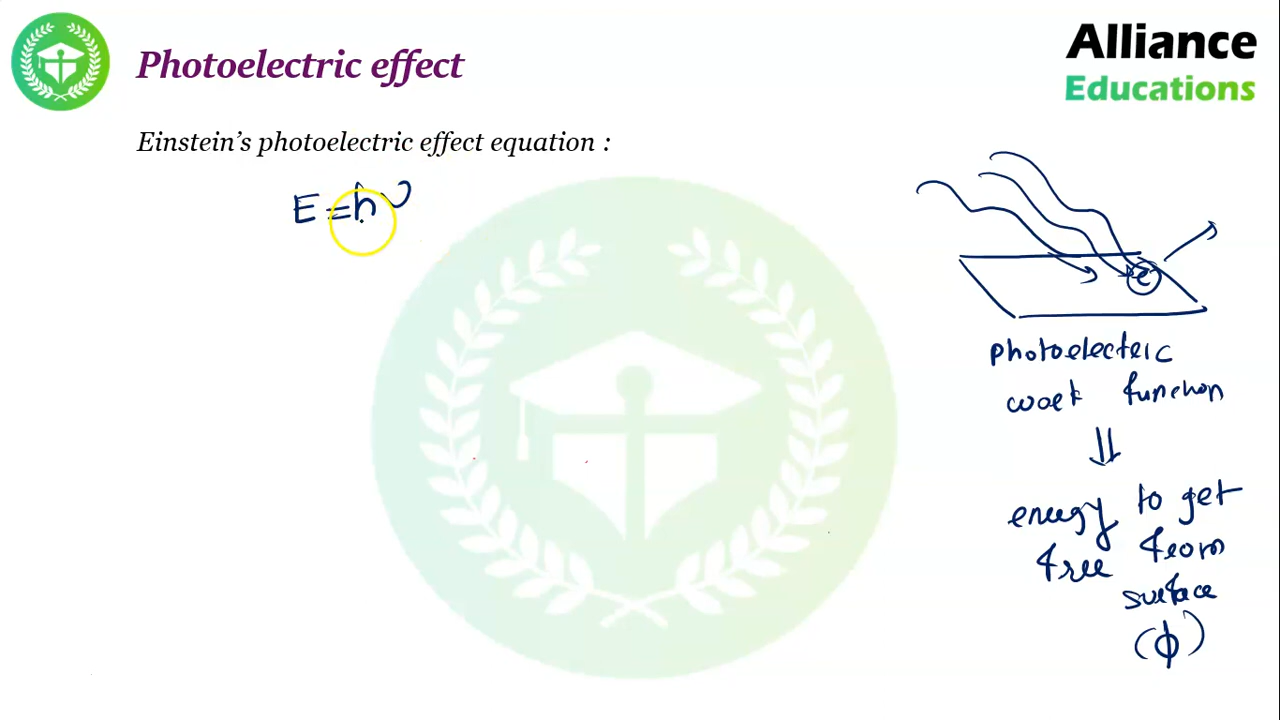 Photoelectric effect
Alliance
Educations
Einstein's photoelectric effect equation :
E = hν
e
photoelectric
work function
⇓
energy to get
free from
surface
(ϕ)